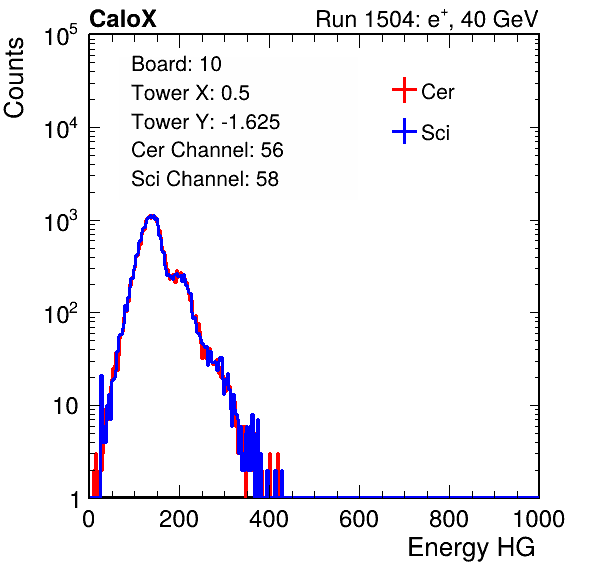 CaloX Run 1504: e⁺, 40 GeV
Counts
Board: 10
Tower X: 0.5
Tower Y: -1.625
Cer Channel: 56
Sci Channel: 58
Cer
Sci
10⁵
10⁴
10³
10²
10
1
0 200 400 600 800 1000
Energy HG